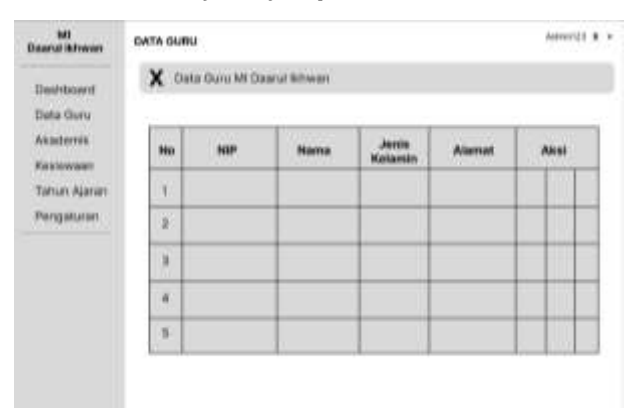 MI
Daarul Ikhwan
DATA GURU
Admin123
X Data Guru MI Daarul Ikhwan
Dashboard
Data Guru
Akademik
Kesiswaan
Tahun Ajaran
Pengaturan
No NIP Nama Jenis Kelamin Alamat Aksi
1
2
3
4
5